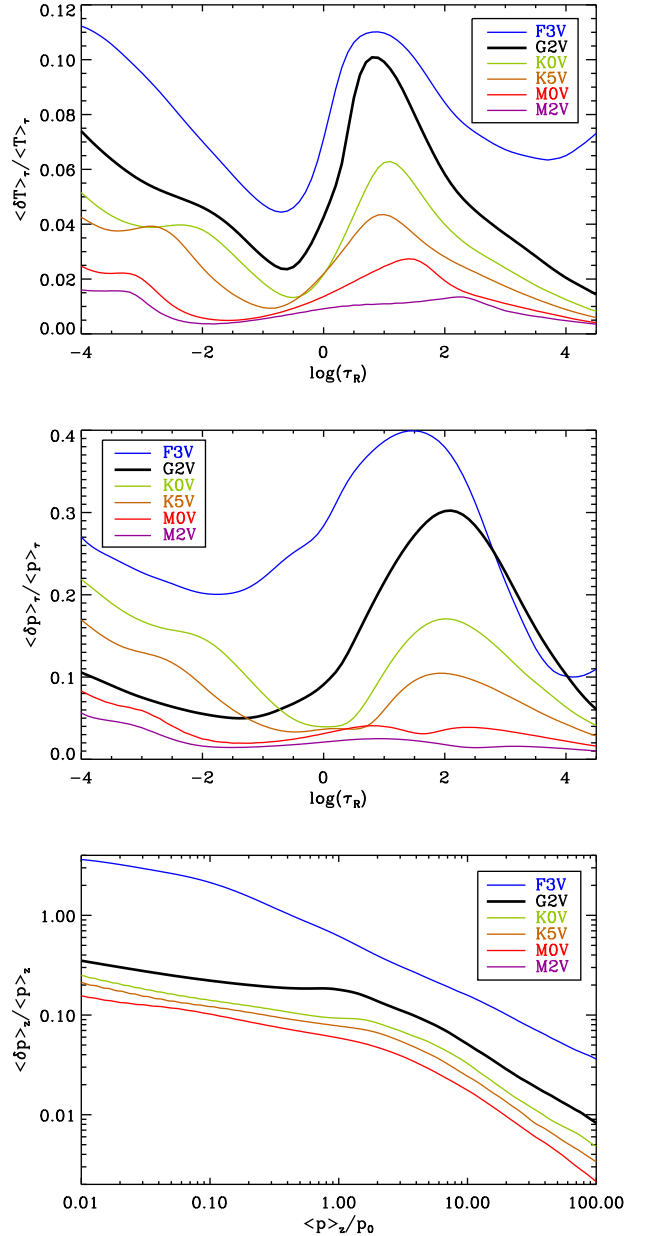 0.12
0.10
0.08
0.06
0.04
0.02
0.00
<δT>τ/<T>τ
F3V
G2V
K0V
K5V
M0V
M2V
-4
-2
0
2
4
log(τR)
0.4
0.3
0.2
0.1
0.0
<δp>τ/<p>τ
F3V
G2V
K0V
K5V
M0V
M2V
-4
-2
0
2
4
log(τR)
1.00
0.10
0.01
<δp>z/<p>z
F3V
G2V
K0V
K5V
M0V
M2V
0.01
0.10
1.00
10.00
100.00
<p>z/p0